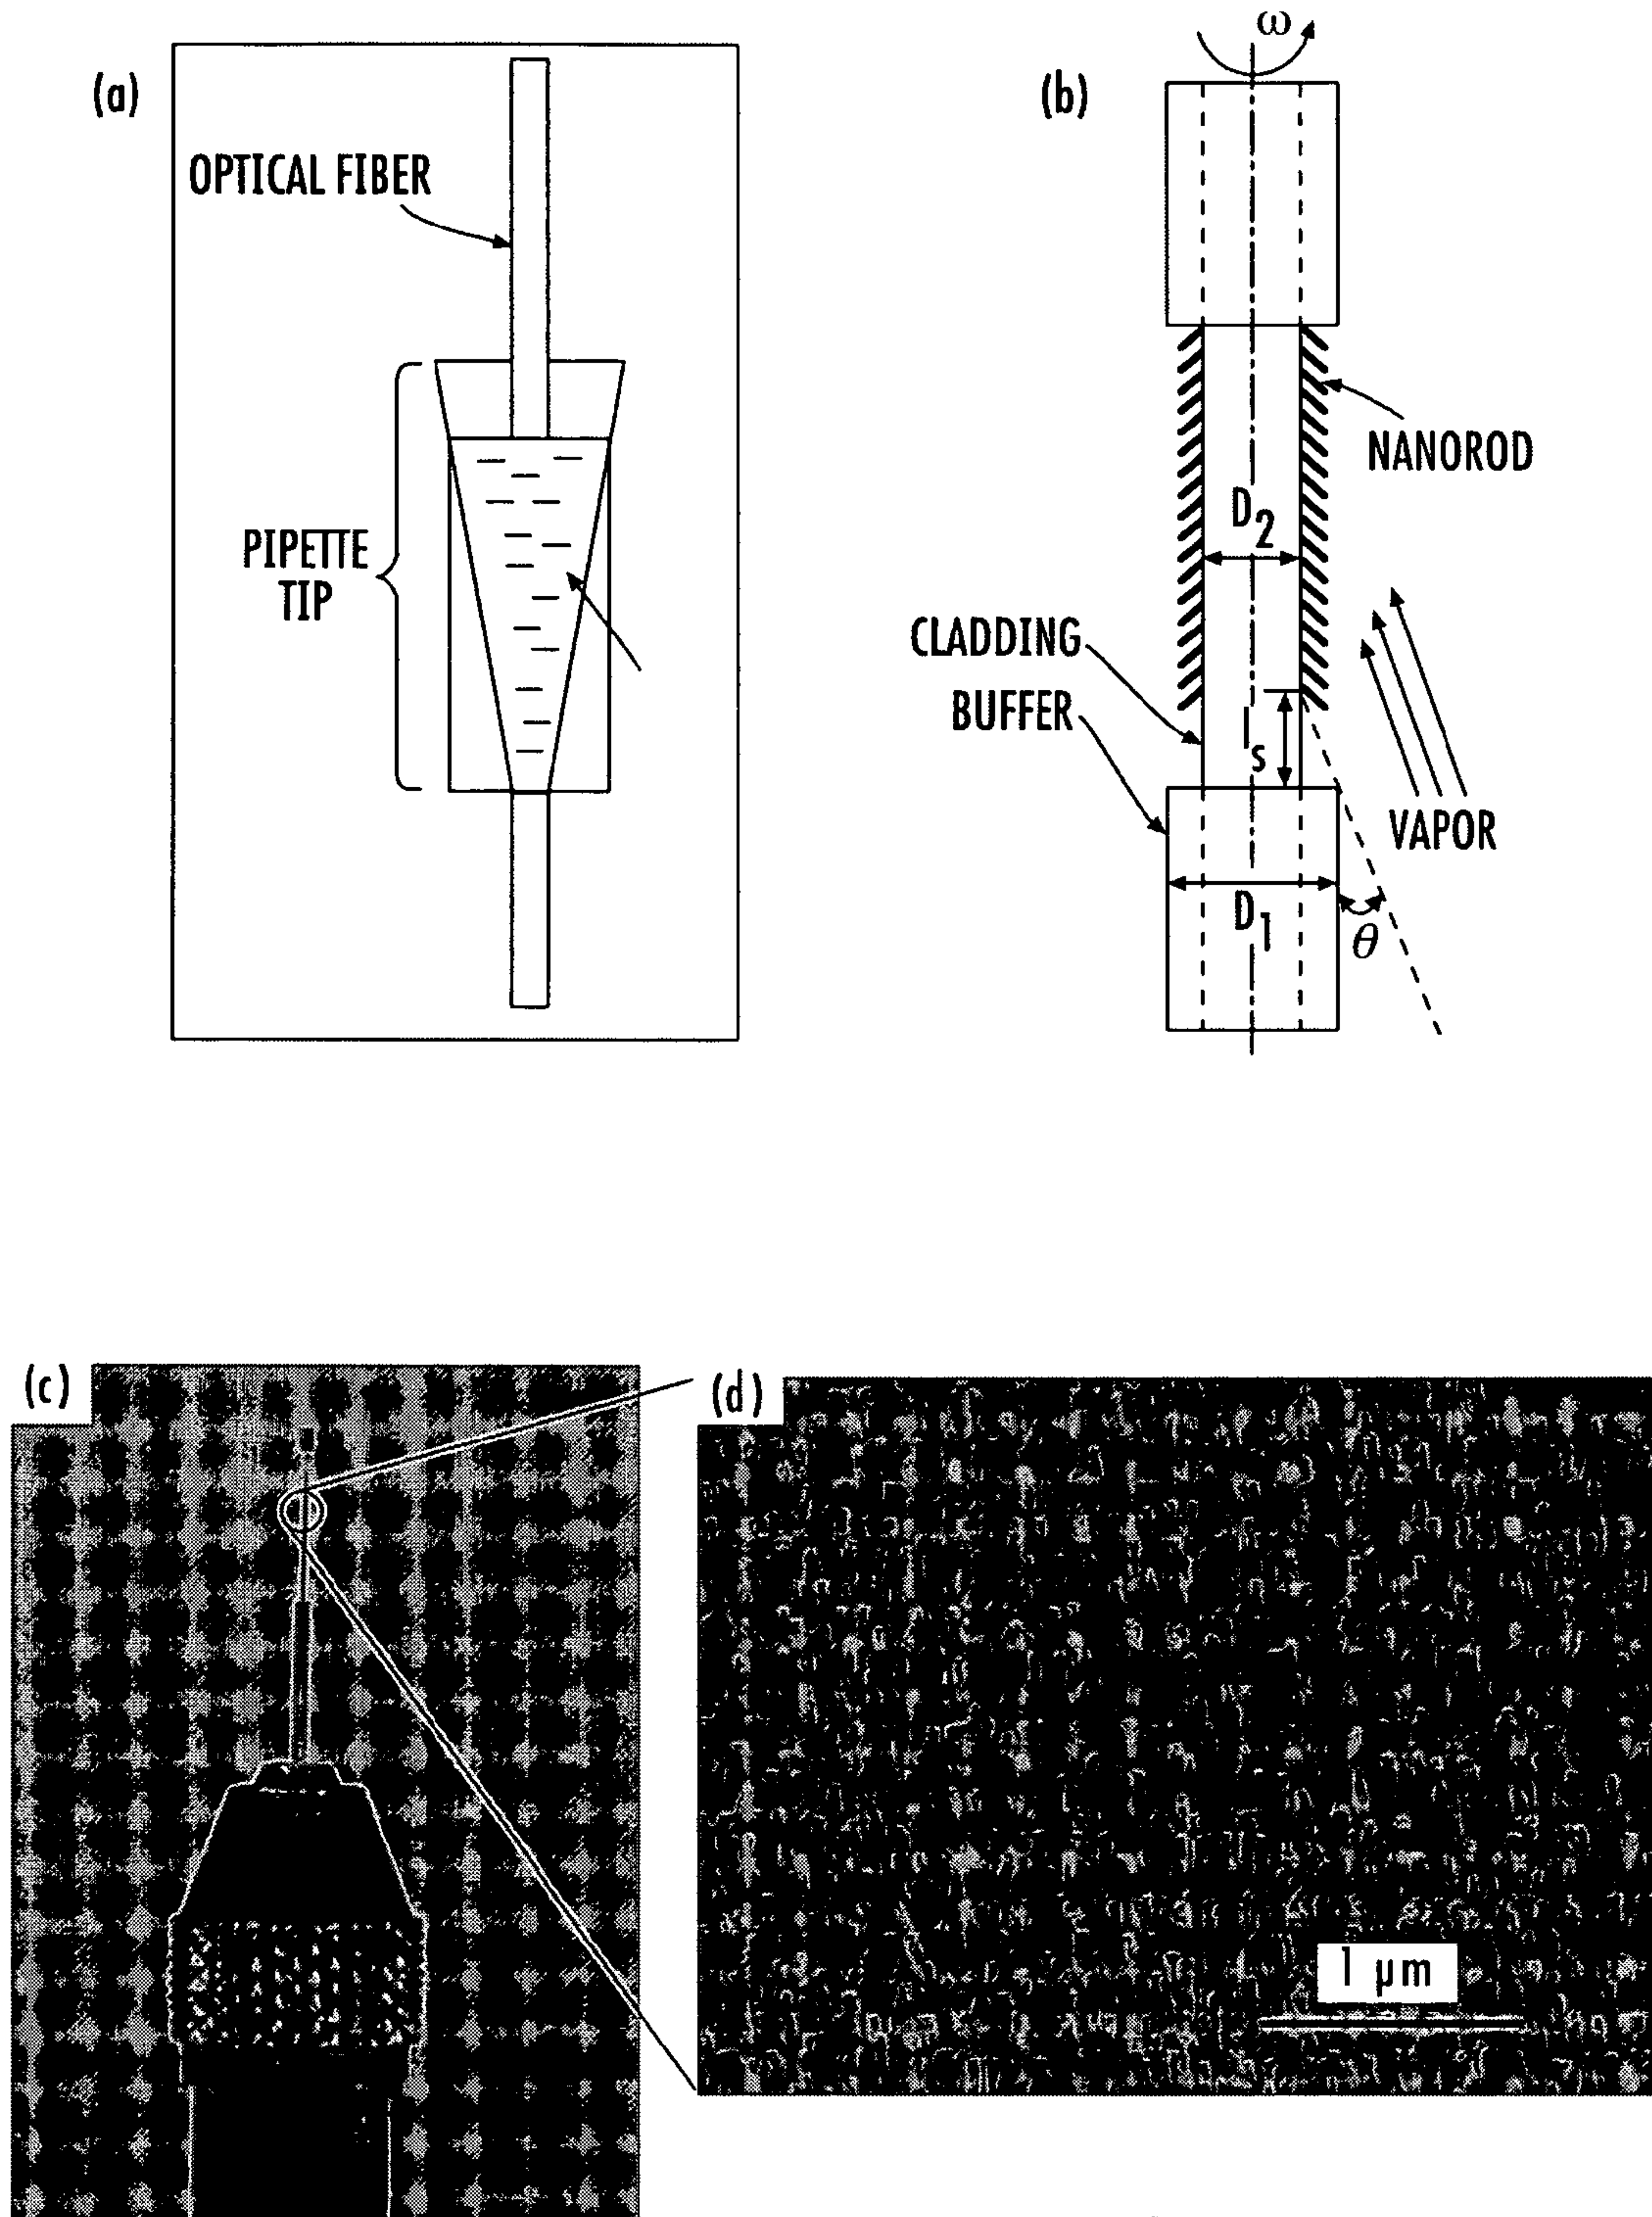 (a)
OPTICAL FIBER
PIPETTE
TIP
(b)
ω
NANOROD
D2
CLADDING
BUFFER
ls
VAPOR
D1
θ
(c)
(d)
1 μm